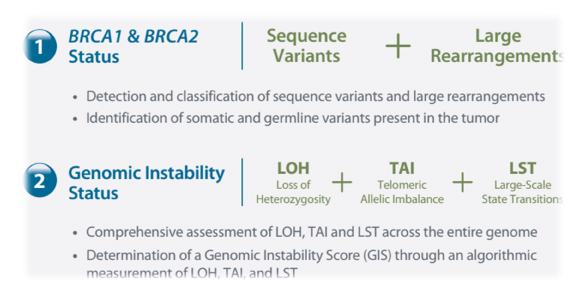 1 BRCA1 & BRCA2 Status
Sequence Variants + Large Rearrangements
• Detection and classification of sequence variants and large rearrangements
• Identification of somatic and germline variants present in the tumor
2 Genomic Instability Status
LOH Loss of Heterozygosity + TAI Telomeric Allelic Imbalance + LST Large-Scale State Transitions
• Comprehensive assessment of LOH, TAI and LST across the entire genome
• Determination of a Genomic Instability Score (GIS) through an algorithmic
measurement of LOH, TAI, and LST